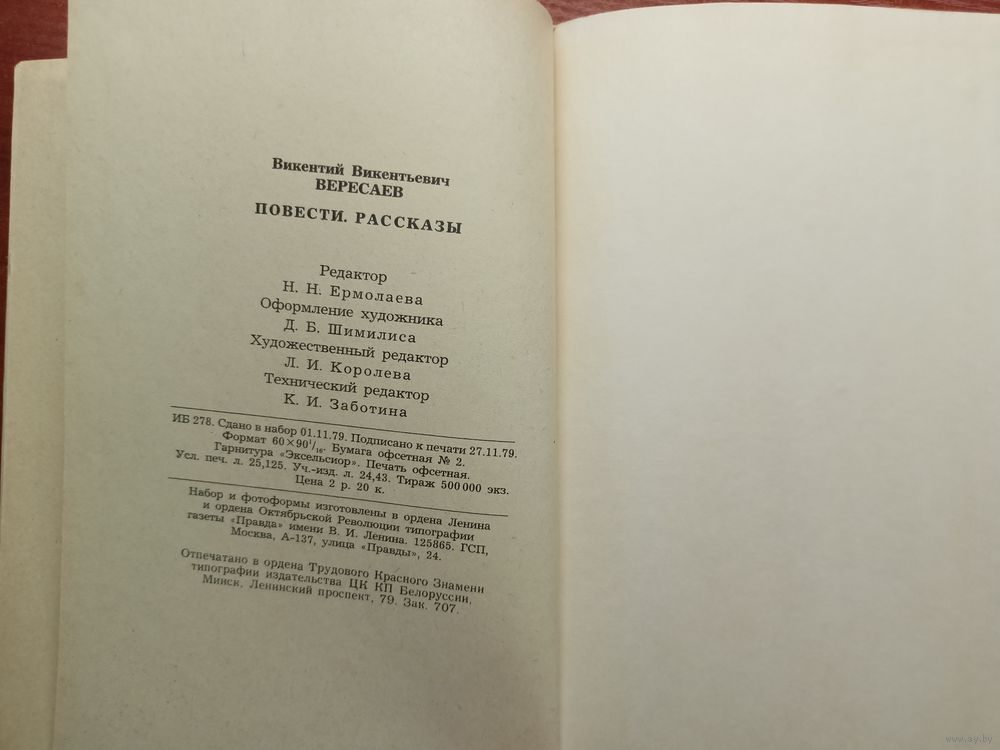 Викентий Викентьевич
ВЕРЕСАЕВ
ПОВЕСТИ. РАССКАЗЫ
Редактор
Н. Н. Ермолаева
Оформление художника
Д. Б. Шимилиса
Художественный редактор
Л. И. Королева
Технический редактор
К. И. Заботина
ИБ 278. Сдано в набор 01.11.79. Подписано к печати 27.11.79.
Формат 60×90¹/₁₆. Бумага офсетная № 2.
Гарнитура «Эксельсиор». Печать офсетная.
Усл. печ. л. 25,125. Уч.-изд. л. 24,43. Тираж 500 000 экз.
Цена 2 р. 20 к.
Набор и фотоформы изготовлены в ордена Ленина
и ордена Октябрьской Революции типографии
газеты «Правда» имени В. И. Ленина. 125865. ГСП,
Москва, А-137, улица «Правды», 24.
Отпечатано в ордена Трудового Красного Знамени
типографии издательства ЦК КП Белоруссии.
Минск, Ленинский проспект, 79. Зак. 707.
www.ay.by